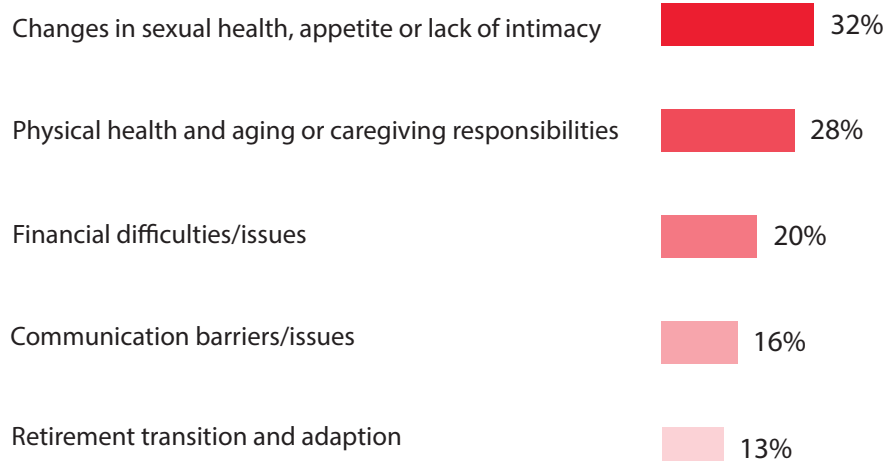 Changes in sexual health, appetite or lack of intimacy 32%
Physical health and aging or caregiving responsibilities 28%
Financial difficulties/issues 20%
Communication barriers/issues 16%
Retirement transition and adaption 13%